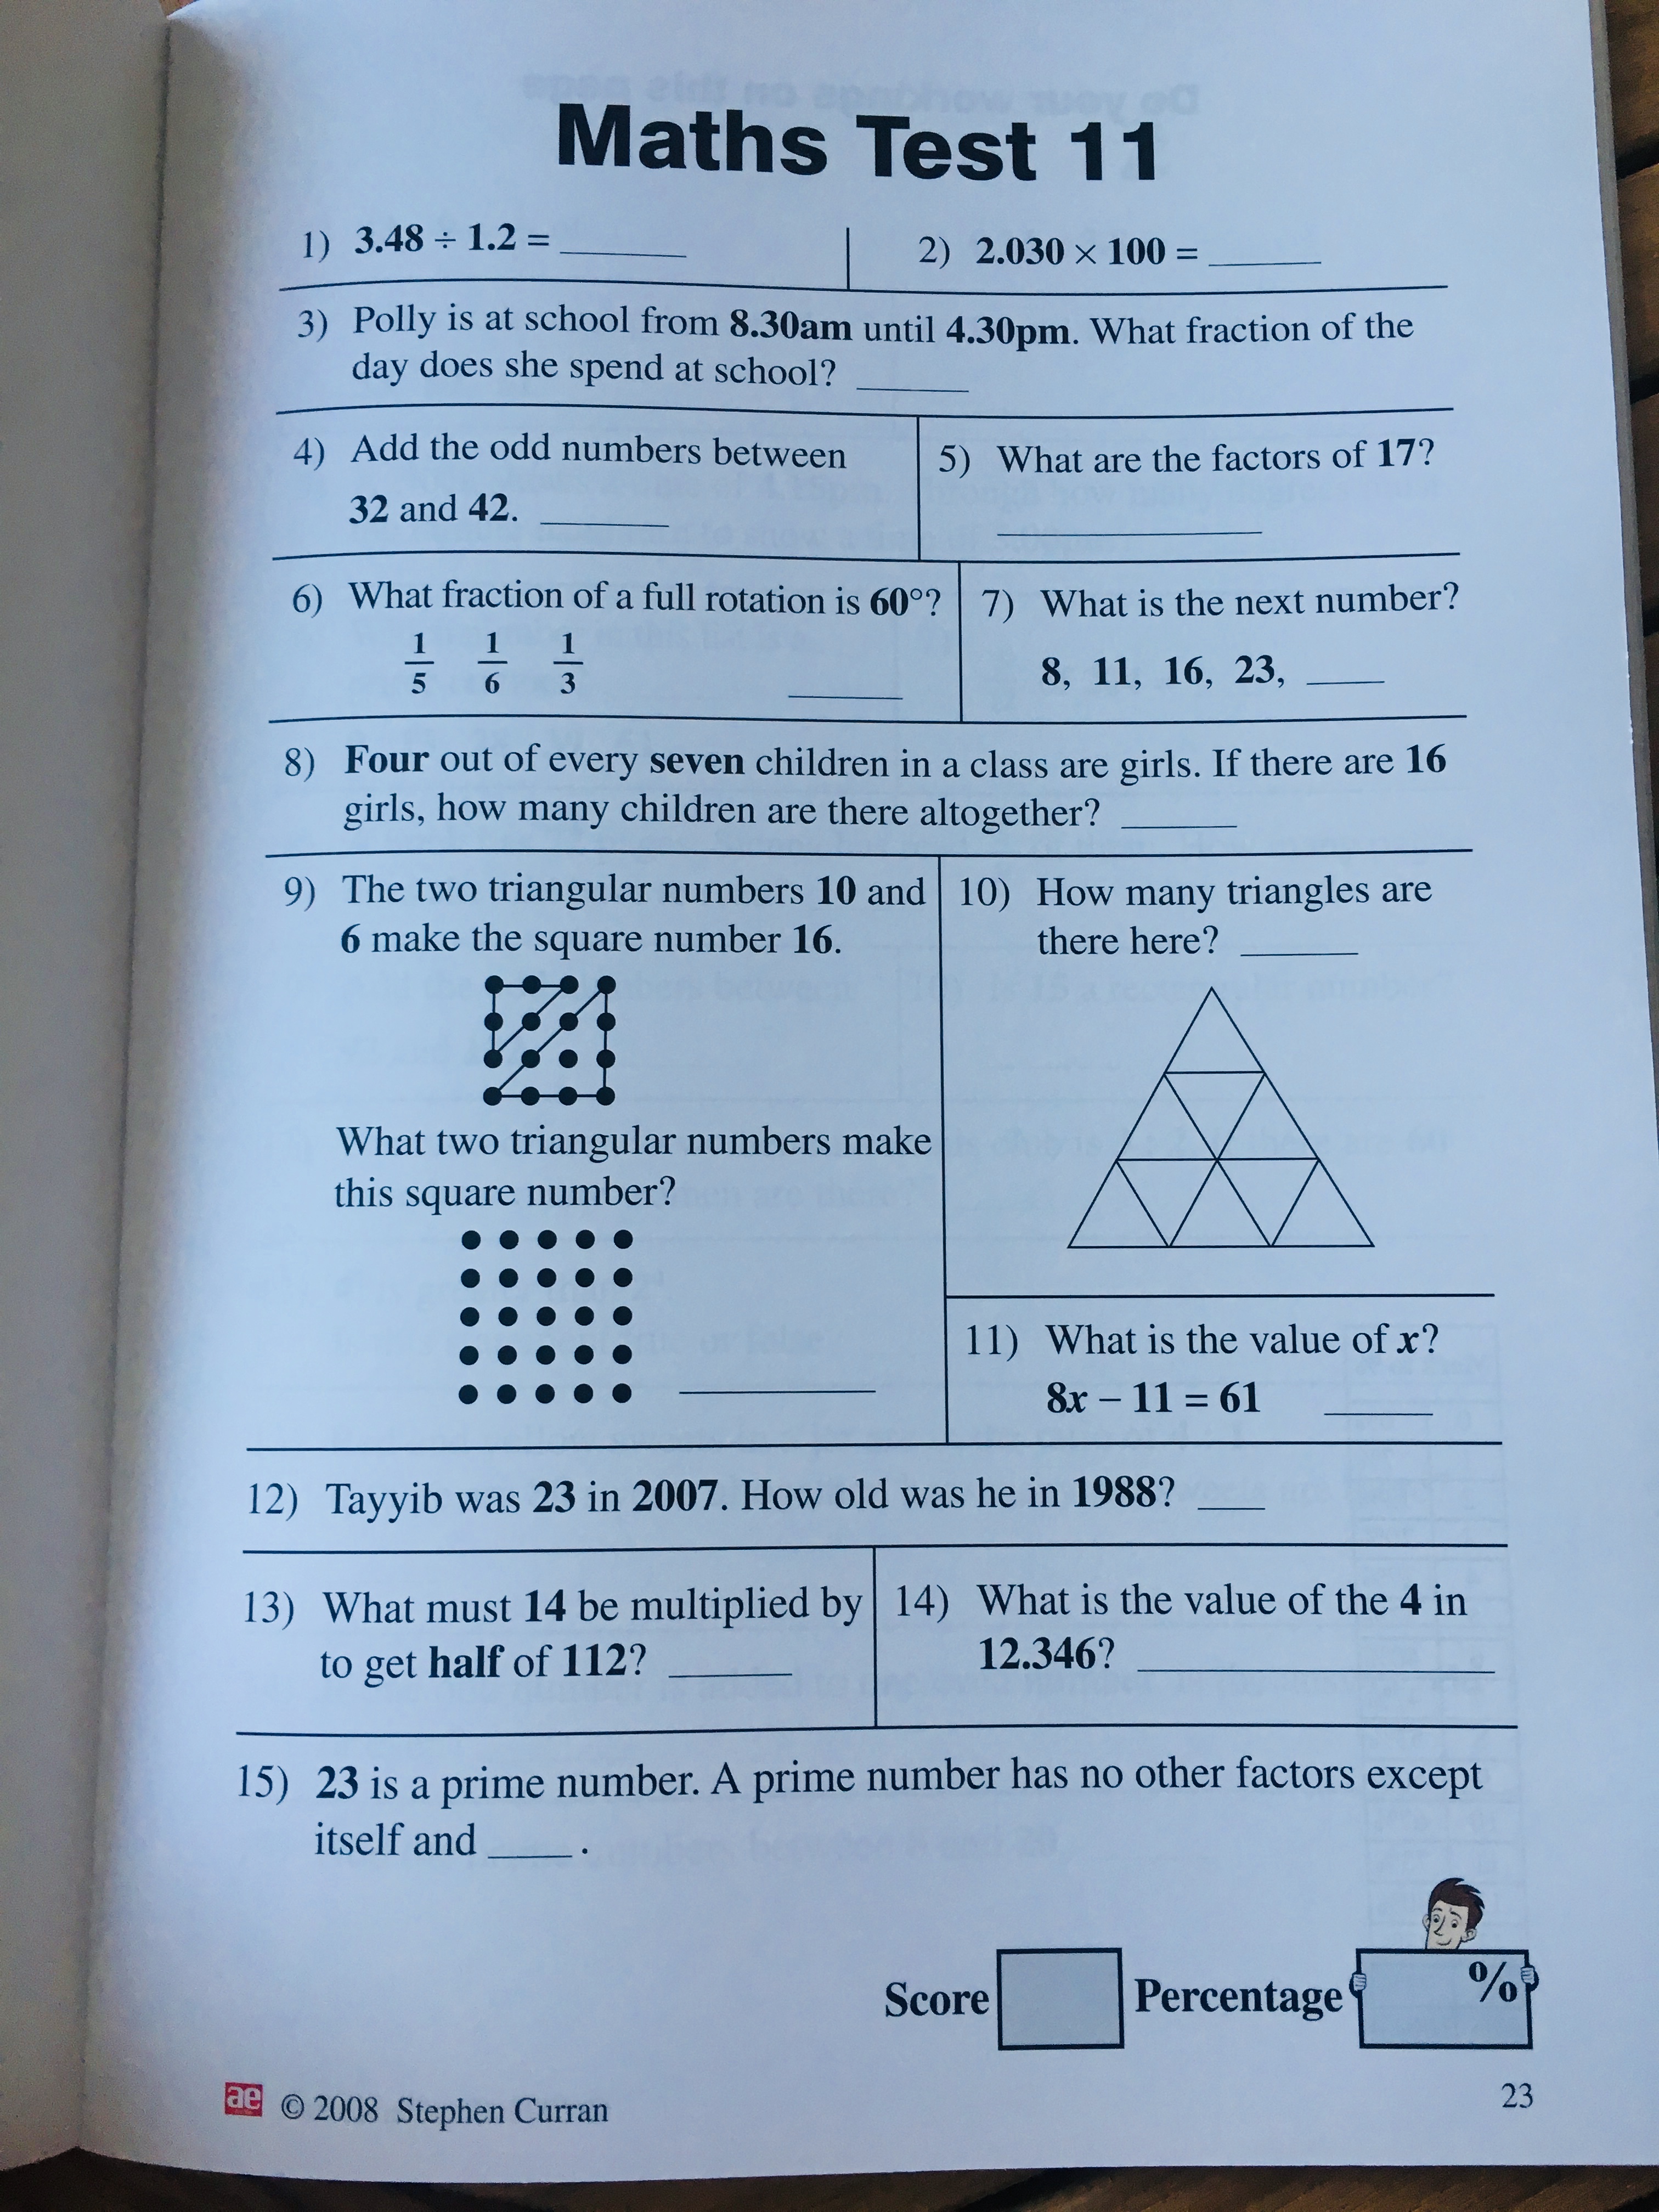 Maths Test 11
1) 3.48 ÷ 1.2 = ______
2) 2.030 × 100 = ______
3) Polly is at school from 8.30am until 4.30pm. What fraction of the
day does she spend at school? ______
4) Add the odd numbers between
32 and 42. ______
5) What are the factors of 17?
______
6) What fraction of a full rotation is 60°?
1/5 1/6 1/3 ______
7) What is the next number?
8, 11, 16, 23, ____
8) Four out of every seven children in a class are girls. If there are 16
girls, how many children are there altogether? ______
9) The two triangular numbers 10 and
6 make the square number 16.
What two triangular numbers make
this square number?
______
10) How many triangles are
there here? ______
11) What is the value of x?
8x – 11 = 61 ______
12) Tayyib was 23 in 2007. How old was he in 1988? ____
13) What must 14 be multiplied by
to get half of 112? ______
14) What is the value of the 4 in
12.346? ______
15) 23 is a prime number. A prime number has no other factors except
itself and ____ .
Score
Percentage %
ae © 2008 Stephen Curran
23